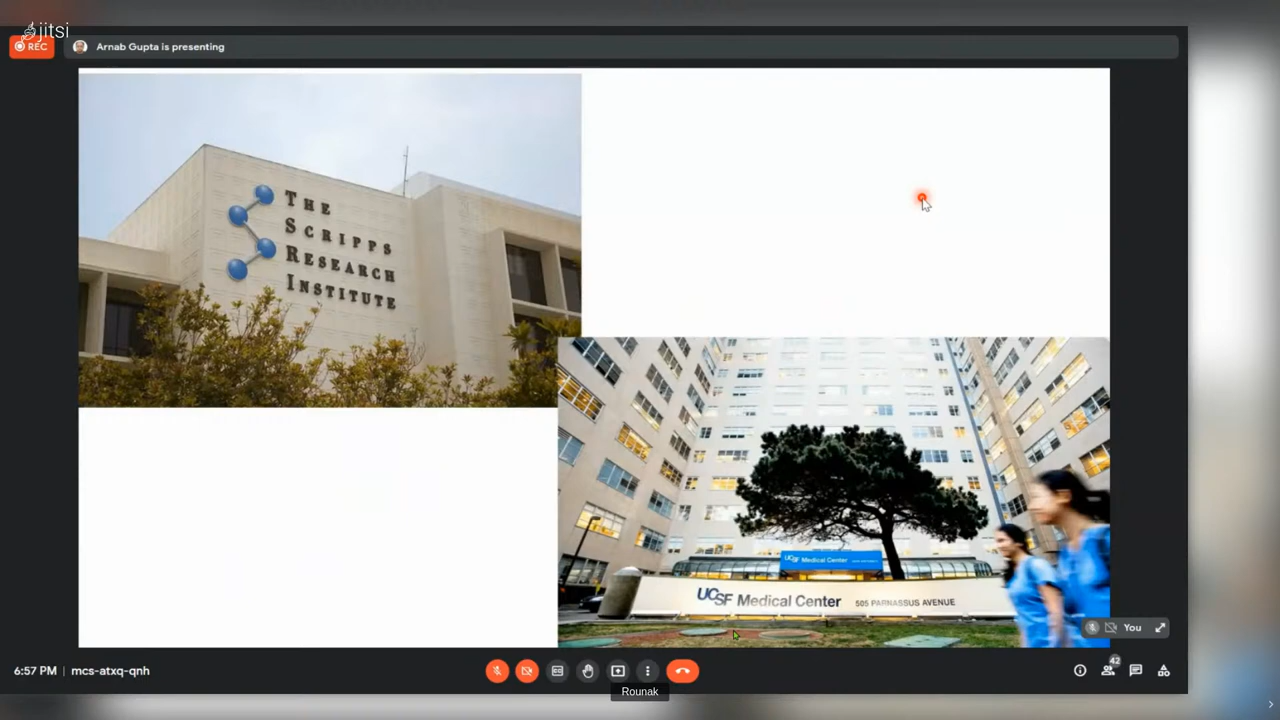 jitsi
REC
Arnab Gupta is presenting
THE
SCRIPPS
RESEARCH
INSTITUTE
UCSF Medical Center
UCSF Medical Center 505 PARNASSUS AVENUE
You
6:57 PM | mcs-atxq-qnh
42
Rounak